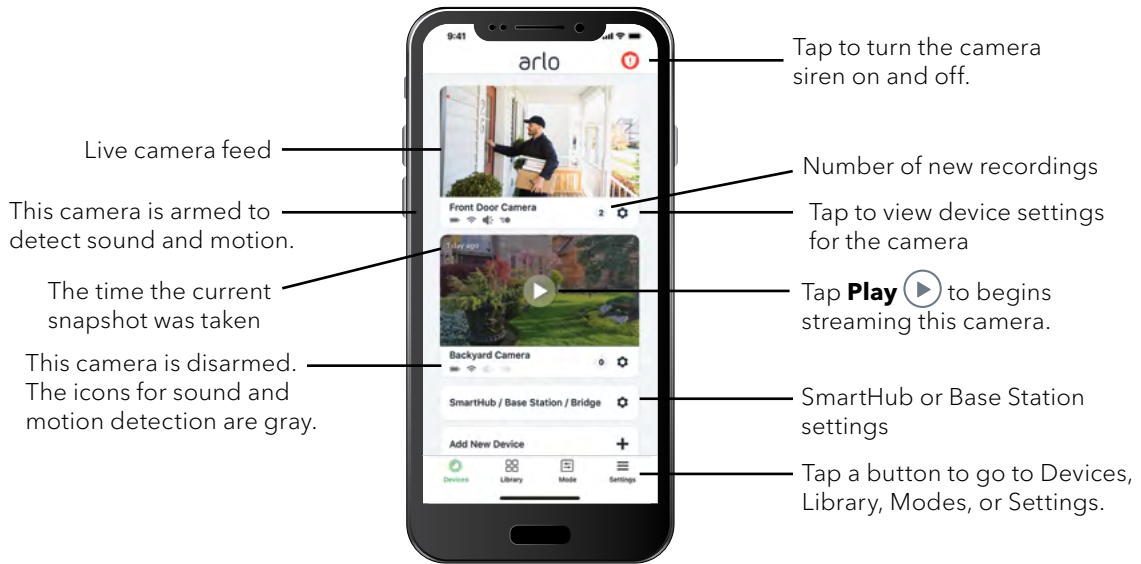 9:41
arlo
Tap to turn the camera
siren on and off.
Live camera feed
Number of new recordings
Front Door Camera
2
This camera is armed to
detect sound and motion.
Tap to view device settings
for the camera
1 day ago
The time the current
snapshot was taken
Tap Play to begins
streaming this camera.
This camera is disarmed.
The icons for sound and
motion detection are gray.
Backyard Camera
0
SmartHub / Base Station / Bridge
SmartHub or Base Station
settings
Add New Device
Devices Library Mode Settings
Tap a button to go to Devices,
Library, Modes, or Settings.